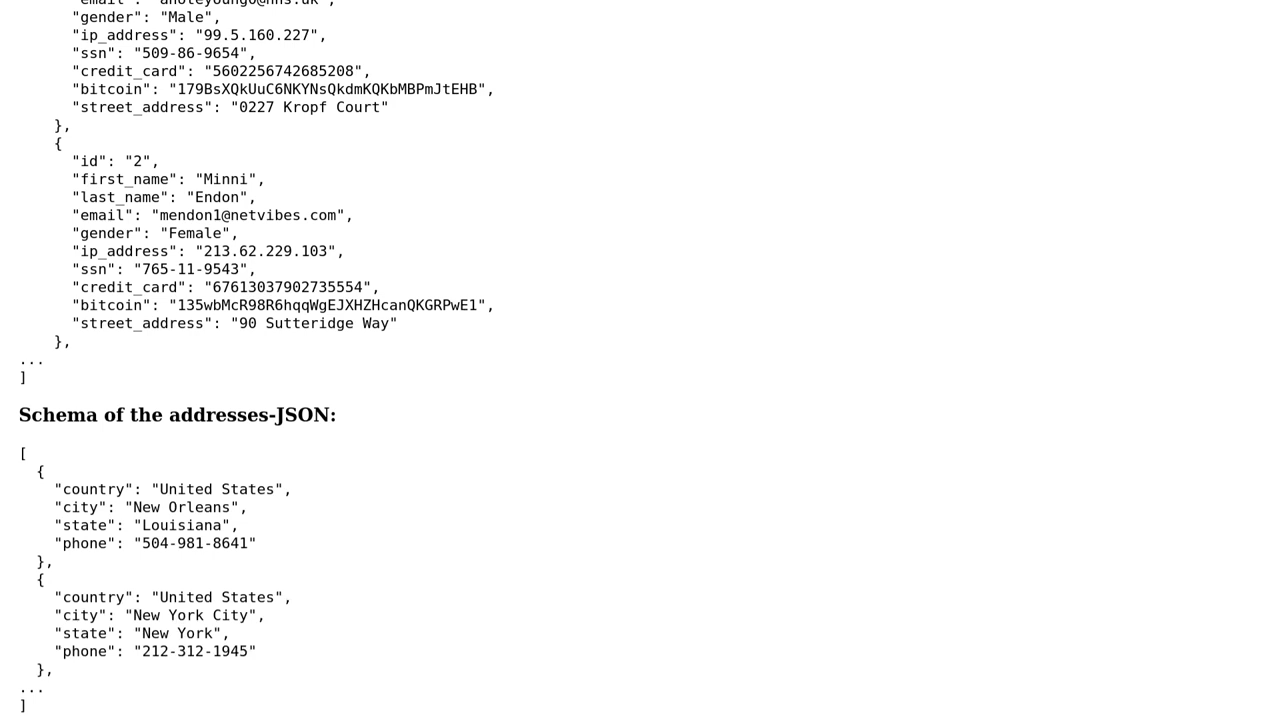 "email": "aholeyoung0@nhs.uk",
"gender": "Male",
"ip_address": "99.5.160.227",
"ssn": "509-86-9654",
"credit_card": "5602256742685208",
"bitcoin": "179BsXQkUuC6NKYNsQkdmKQKbMBPmJtEHB",
"street_address": "0227 Kropf Court"
},
{
"id": "2",
"first_name": "Minni",
"last_name": "Endon",
"email": "mendon1@netvibes.com",
"gender": "Female",
"ip_address": "213.62.229.103",
"ssn": "765-11-9543",
"credit_card": "67613037902735554",
"bitcoin": "135wbMcR98R6hqqWgEJXHZHcanQKGRPwE1",
"street_address": "90 Sutteridge Way"
},
...
]
Schema of the addresses-JSON:
[
{
"country": "United States",
"city": "New Orleans",
"state": "Louisiana",
"phone": "504-981-8641"
},
{
"country": "United States",
"city": "New York City",
"state": "New York",
"phone": "212-312-1945"
},
...
]